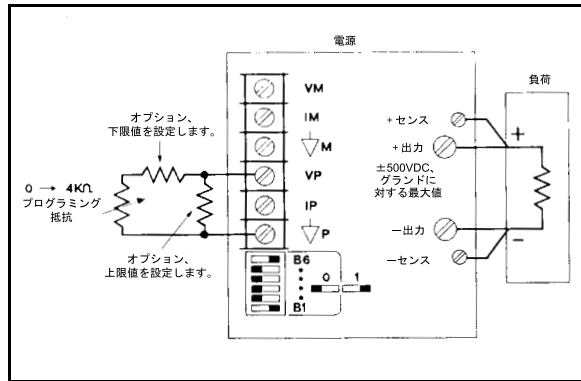 電源
負荷
VM
IM
M
VP
IP
P
B6
B1
0 1
オプション、
下限値を設定します。
0 → 4KΩ
プログラミング
抵抗
オプション、
上限値を設定します。
+センス
+出力
±500VDC、
グランドに
対する最大値
−出力
−センス
+
−